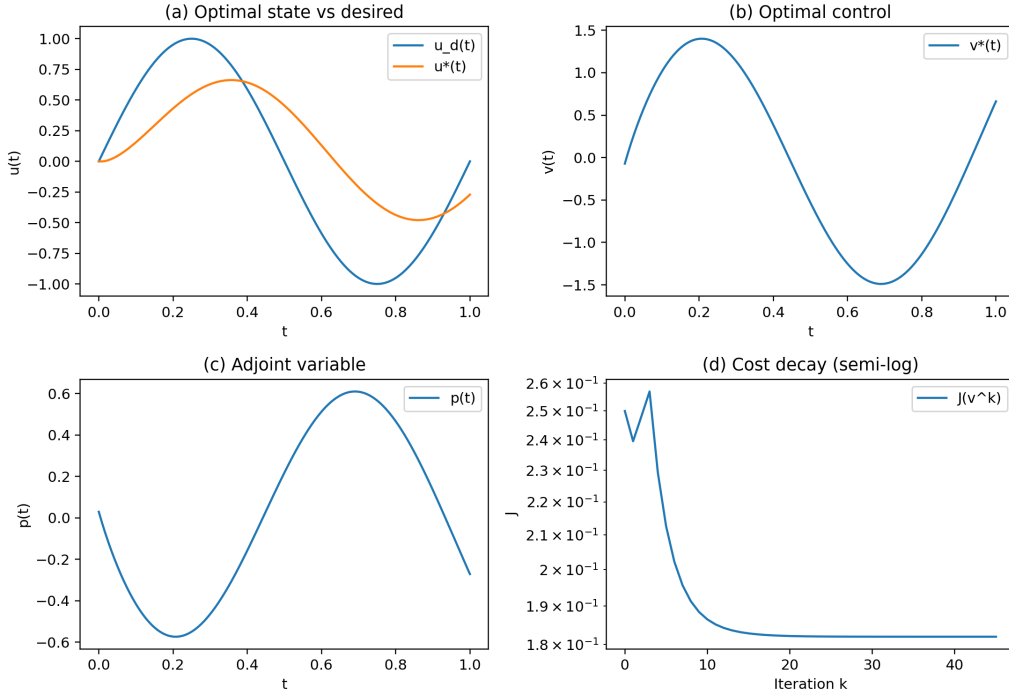 (a) Optimal state vs desired
u(t)
1.00
0.75
0.50
0.25
0.00
−0.25
−0.50
−0.75
−1.00
u_d(t)
u*(t)
0.0 0.2 0.4 0.6 0.8 1.0
t
(b) Optimal control
v(t)
1.5
1.0
0.5
0.0
−0.5
−1.0
−1.5
v*(t)
0.0 0.2 0.4 0.6 0.8 1.0
t
(c) Adjoint variable
p(t)
0.6
0.4
0.2
0.0
−0.2
−0.4
−0.6
p(t)
0.0 0.2 0.4 0.6 0.8 1.0
t
(d) Cost decay (semi-log)
J
2.6 × 10⁻¹
2.5 × 10⁻¹
2.4 × 10⁻¹
2.3 × 10⁻¹
2.2 × 10⁻¹
2.1 × 10⁻¹
2 × 10⁻¹
1.9 × 10⁻¹
1.8 × 10⁻¹
J(v^k)
0 10 20 30 40
Iteration k